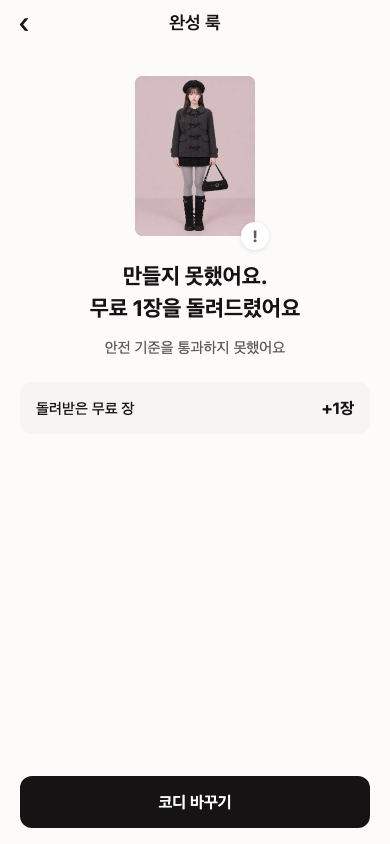 완성 룩
만들지 못했어요.
무료 1장을 돌려드렸어요
안전 기준을 통과하지 못했어요
돌려받은 무료 장
+1장
코디 바꾸기